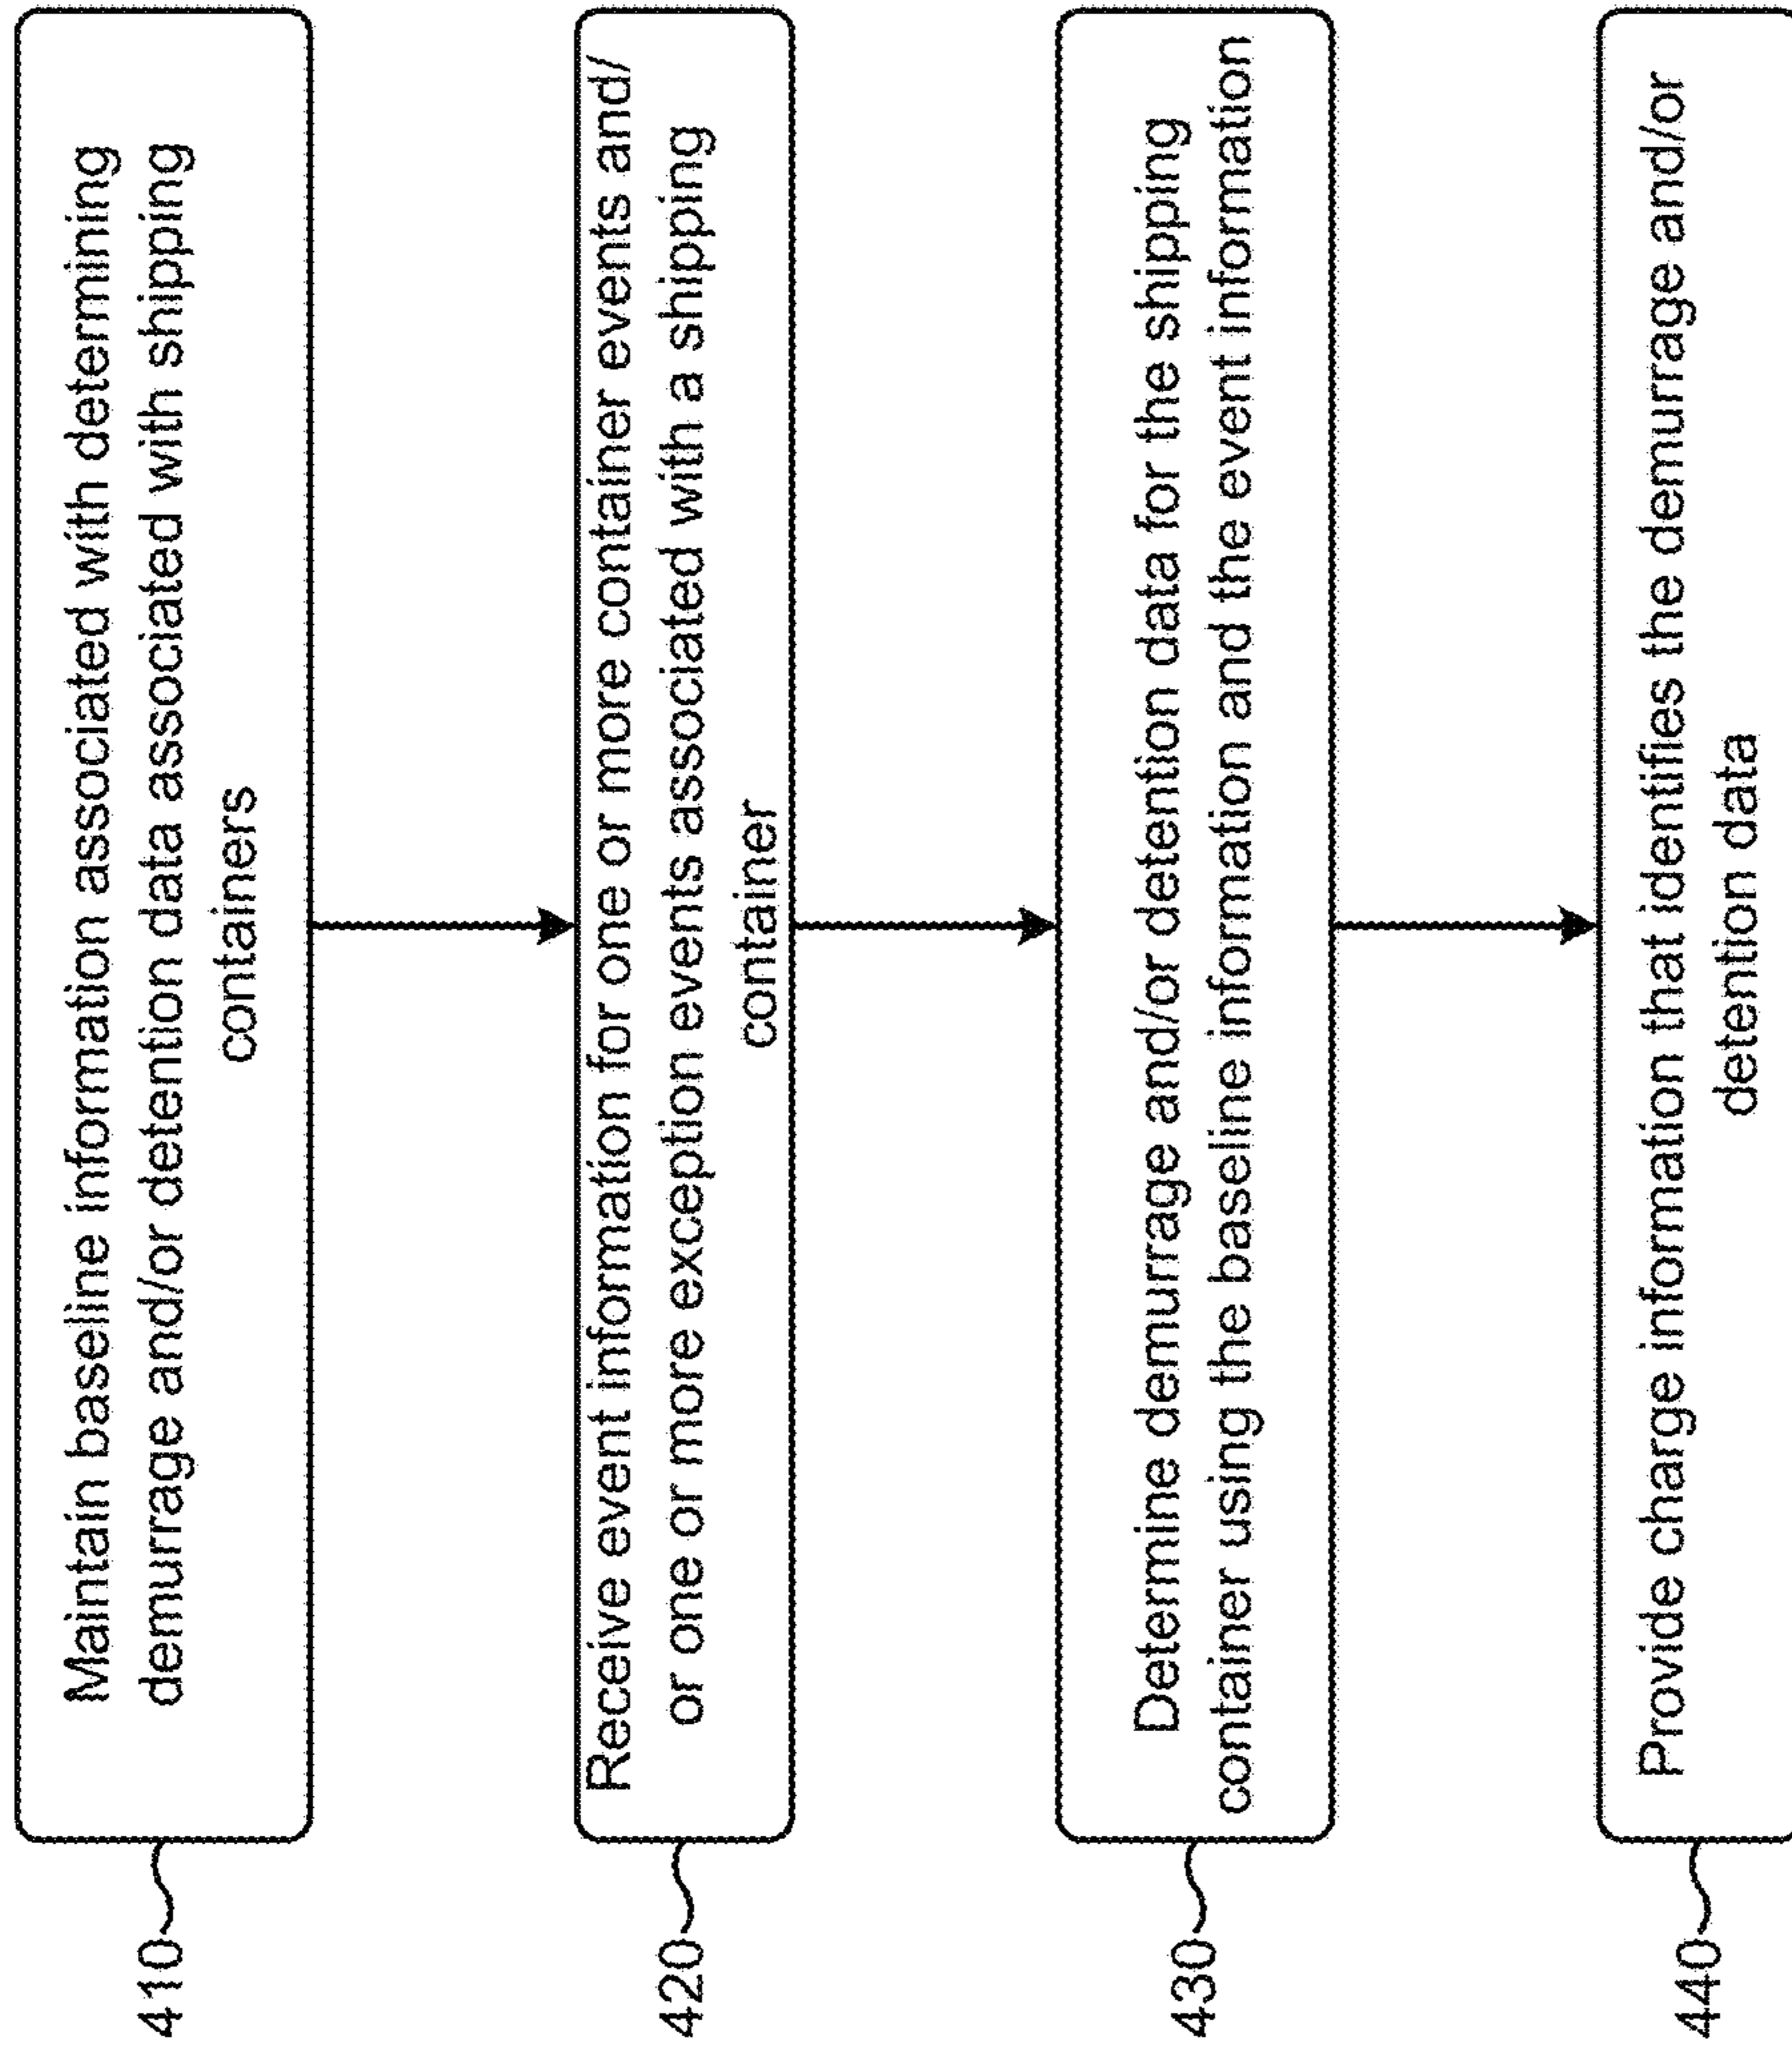 410
Maintain baseline information associated with determining
demurrage and/or detention data associated with shipping
containers
420
Receive event information for one or more container events and/
or one or more exception events associated with a shipping
container
430
Determine demurrage and/or detention data for the shipping
container using the baseline information and the event information
440
Provide charge information that identifies the demurrage and/or
detention data